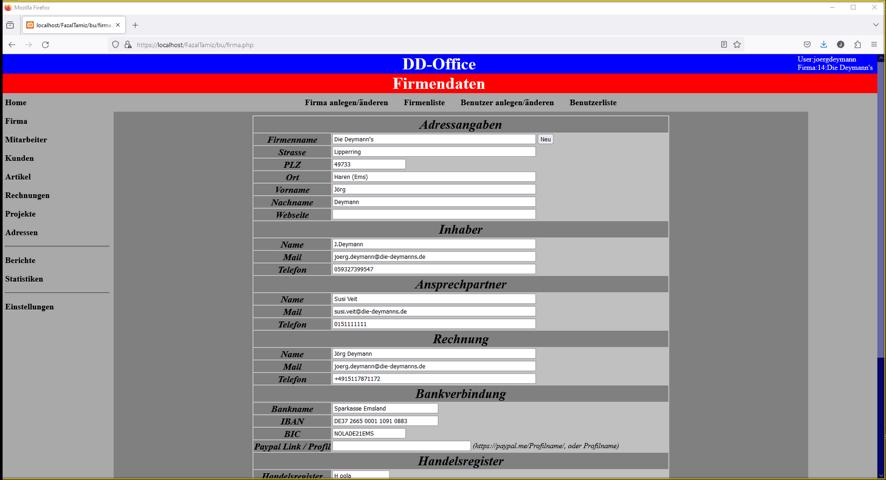 Mozilla Firefox
localhost/FazalTamiz/bu/firma
https://localhost/FazalTamiz/bu/firma.php
DD-Office
User:joergdeymann
Firma:14:Die Deymann's
Firmendaten
Home
Firma anlegen/änderen Firmenliste Benutzer anlegen/änderen Benutzerliste
Firma
Mitarbeiter
Kunden
Artikel
Rechnungen
Projekte
Adressen
Berichte
Statistiken
Einstellungen
Adressangaben
Firmenname Die Deymann's Neu
Strasse Lipperring
PLZ 49733
Ort Haren (Ems)
Vorname Jörg
Nachname Deymann
Webseite
Inhaber
Name J.Deymann
Mail joerg.deymann@die-deymanns.de
Telefon 059327399547
Ansprechpartner
Name Susi Veit
Mail susi.veit@die-deymanns.de
Telefon 0151111111
Rechnung
Name Jörg Deymann
Mail joerg.deymann@die-deymanns.de
Telefon +4915117871172
Bankverbindung
Bankname Sparkasse Emsland
IBAN DE37 2665 0001 1091 0883
BIC NOLADE21EMS
Paypal Link / Profil (https://paypal.me/Profilname/, oder Profilname)
Handelsregister
Handelsregister H oola